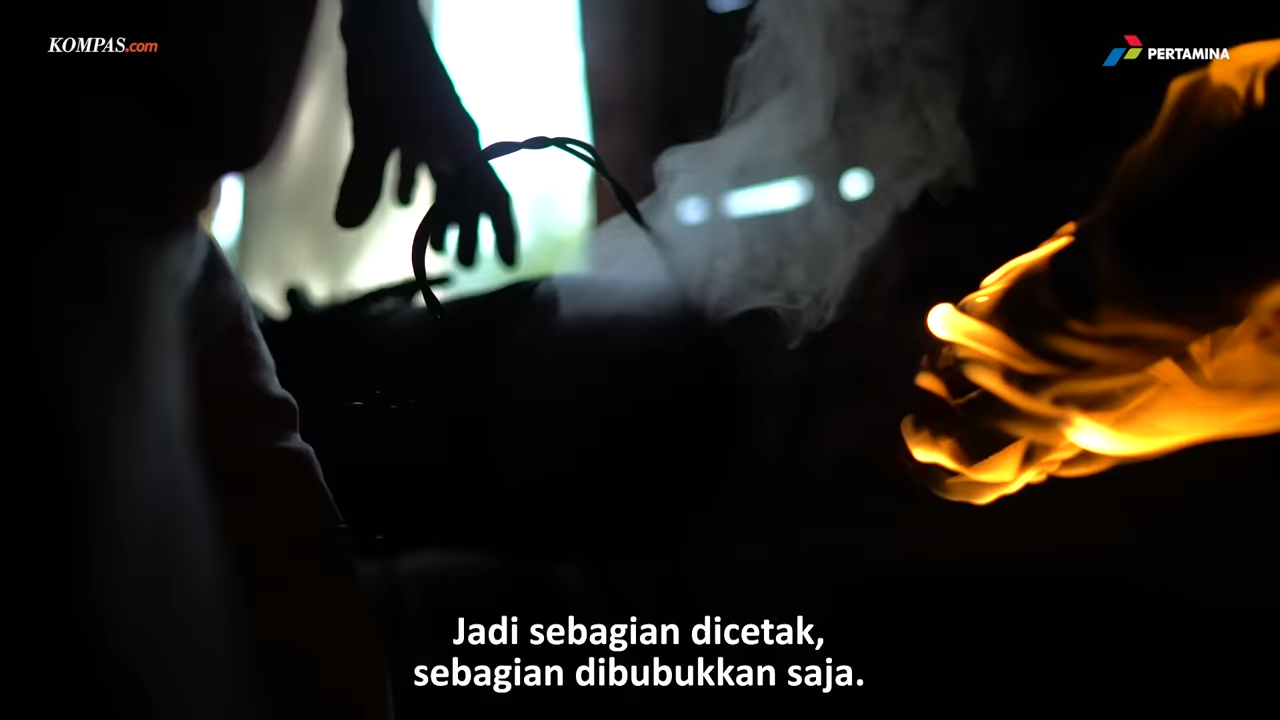 KOMPAS.com
PERTAMINA
Jadi sebagian dicetak,
sebagian dibubukkan saja.